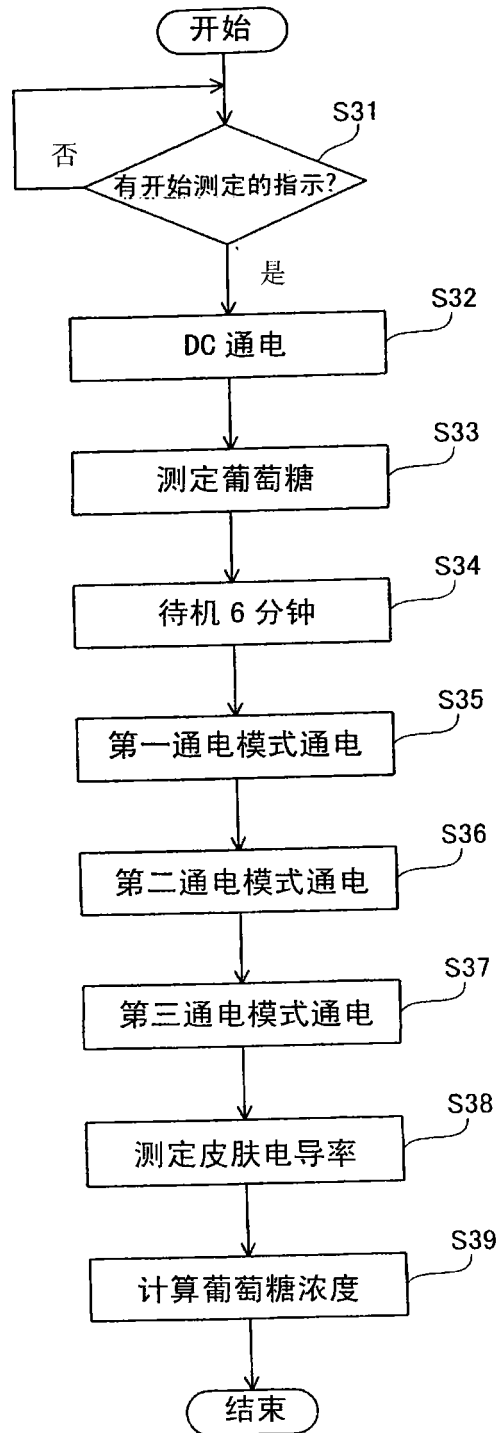 开始
S31
否
有开始测定的指示?
是
S32
DC 通电
S33
测定葡萄糖
S34
待机 6 分钟
S35
第一通电模式通电
S36
第二通电模式通电
S37
第三通电模式通电
S38
测定皮肤电导率
S39
计算葡萄糖浓度
结束